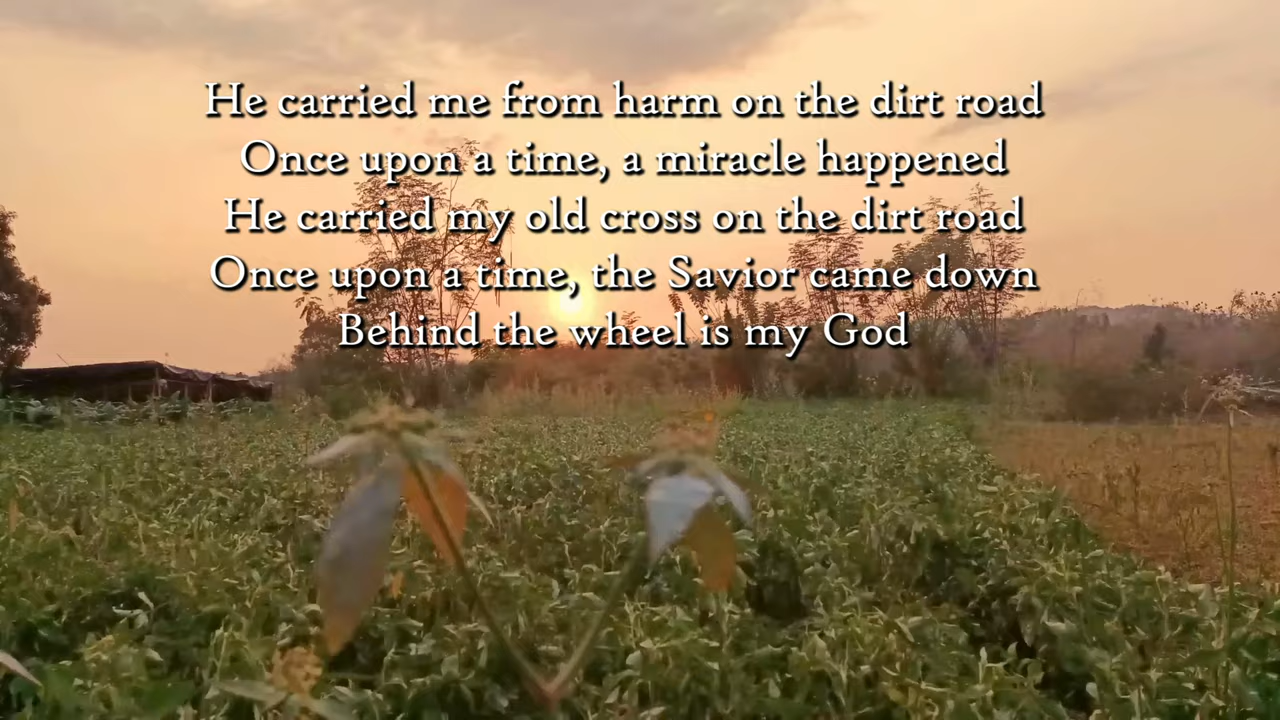 He carried me from harm on the dirt road
Once upon a time, a miracle happened
He carried my old cross on the dirt road
Once upon a time, the Savior came down
Behind the wheel is my God